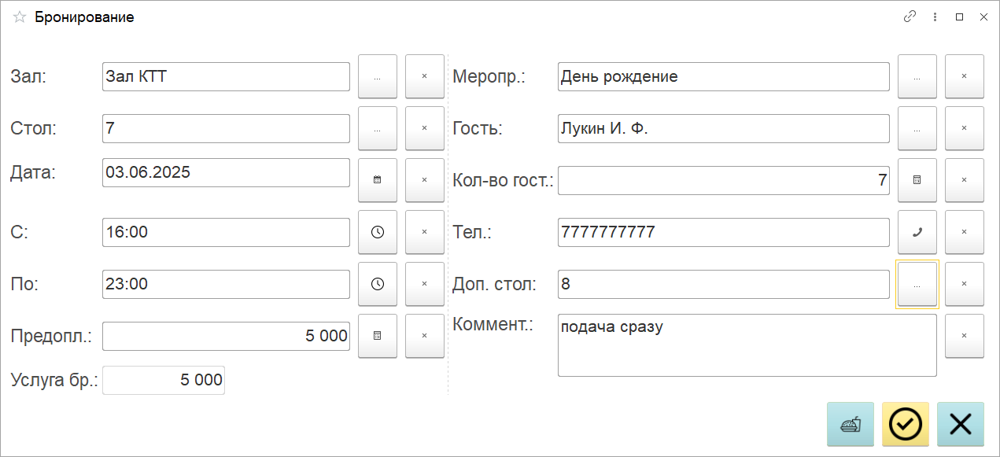 Бронирование
Зал: Зал КТТ ... ×
Стол: 7 ... ×
Дата: 03.06.2025 ×
С: 16:00 ×
По: 23:00 ×
Предопл.: 5 000 ×
Услуга бр.: 5 000
Меропр.: День рождение ... ×
Гость: Лукин И. Ф. ... ×
Кол-во гост.: 7 ×
Тел.: 7777777777 ×
Доп. стол: 8 ... ×
Коммент.: подача сразу ×